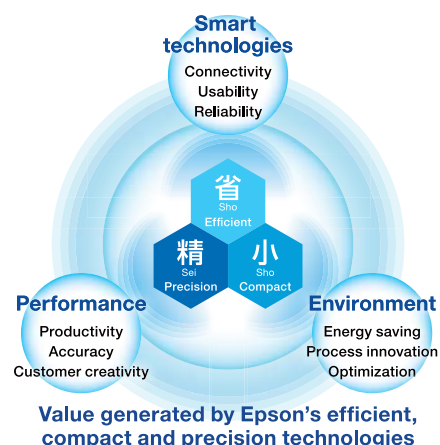 Smart
technologies
Connectivity
Usability
Reliability
省
Sho
Efficient
精
Sei
Precision
小
Sho
Compact
Performance
Productivity
Accuracy
Customer creativity
Environment
Energy saving
Process innovation
Optimization
Value generated by Epson's efficient,
compact and precision technologies